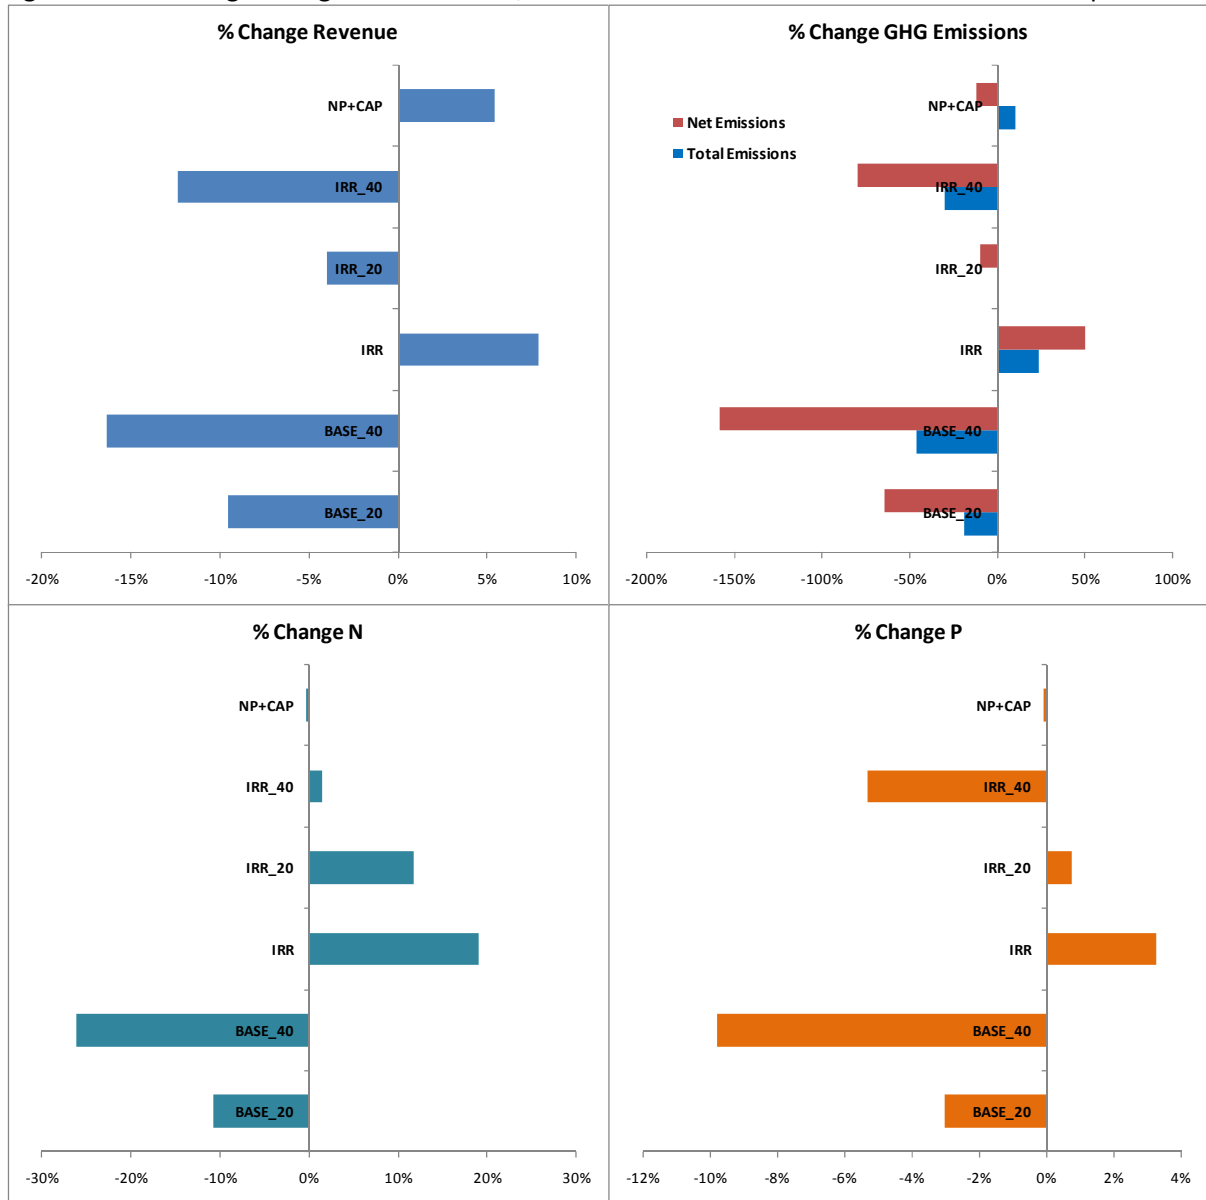 % Change Revenue
NP+CAP
IRR_40
IRR_20
IRR
BASE_40
BASE_20
-20% -15% -10% -5% 0% 5% 10%
% Change GHG Emissions
NP+CAP
Net Emissions
Total Emissions
IRR_40
IRR_20
IRR
BASE_40
BASE_20
-200% -150% -100% -50% 0% 50% 100%
% Change N
NP+CAP
IRR_40
IRR_20
IRR
BASE_40
BASE_20
-30% -20% -10% 0% 10% 20% 30%
% Change P
NP+CAP
IRR_40
IRR_20
IRR
BASE_40
BASE_20
-12% -10% -8% -6% -4% -2% 0% 2% 4%